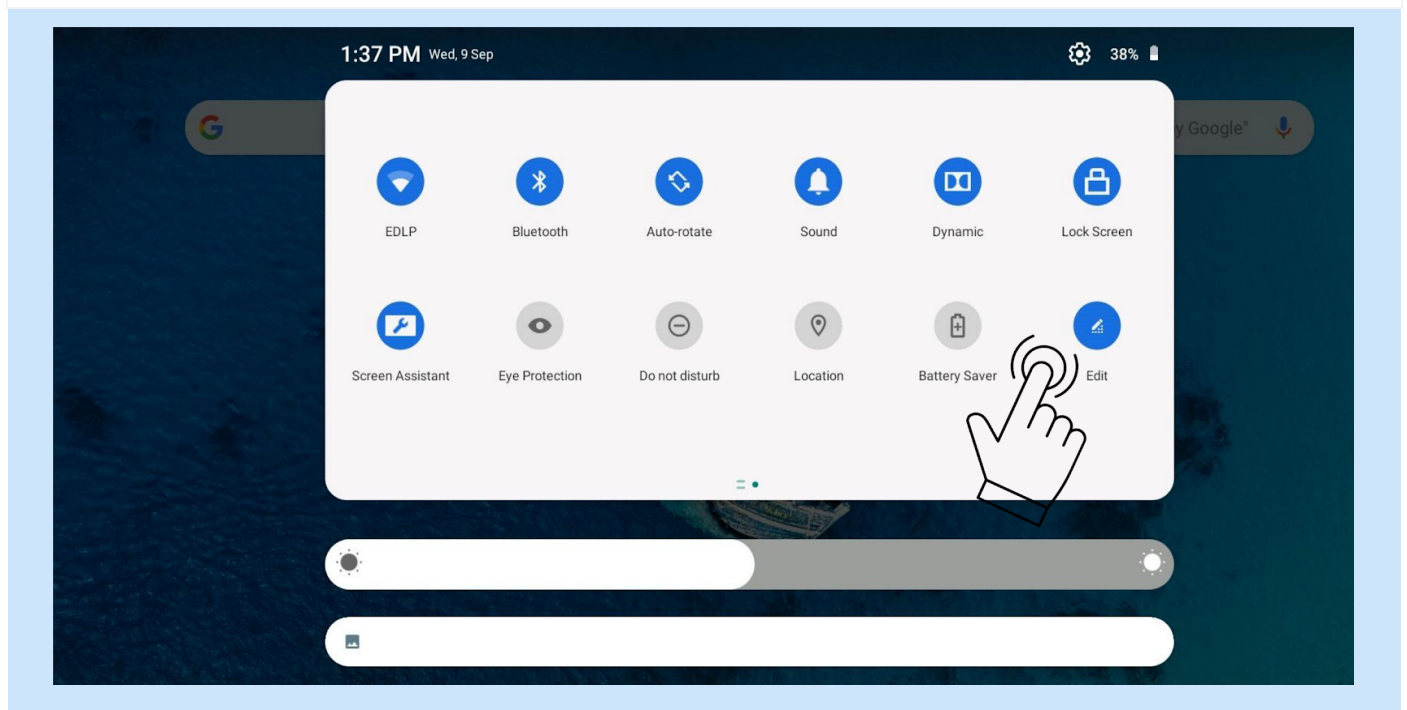 1:37 PM Wed, 9 Sep 38%
y Google"
EDLP Bluetooth Auto-rotate Sound Dynamic Lock Screen
Screen Assistant Eye Protection Do not disturb Location Battery Saver Edit